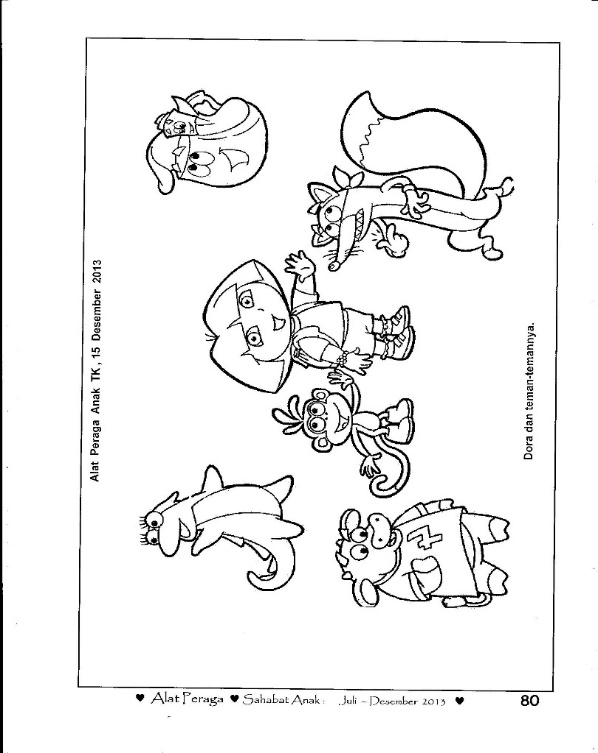 Alat Peraga Anak TK, 15 Desember 2013
Dora dan teman-temannya.
♥ Alat Peraga ♥ Sahabat Anak : Juli - Desember 2013 ♥ 80